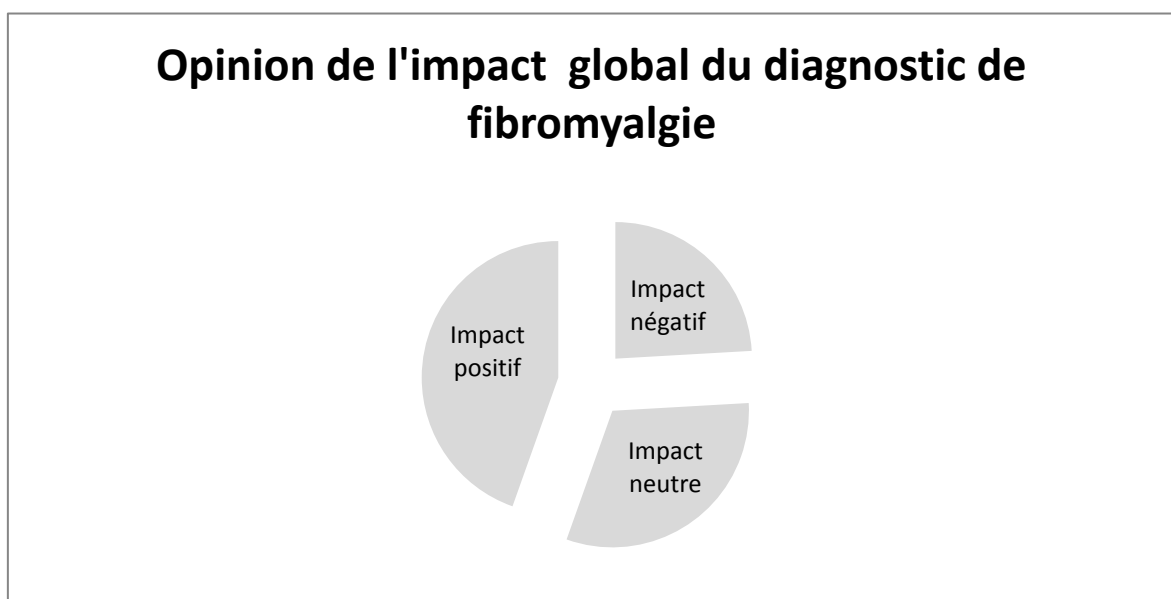 Opinion de l'impact  global du diagnostic de
fibromyalgie
Impact
négatif
Impact
positif
Impact
neutre